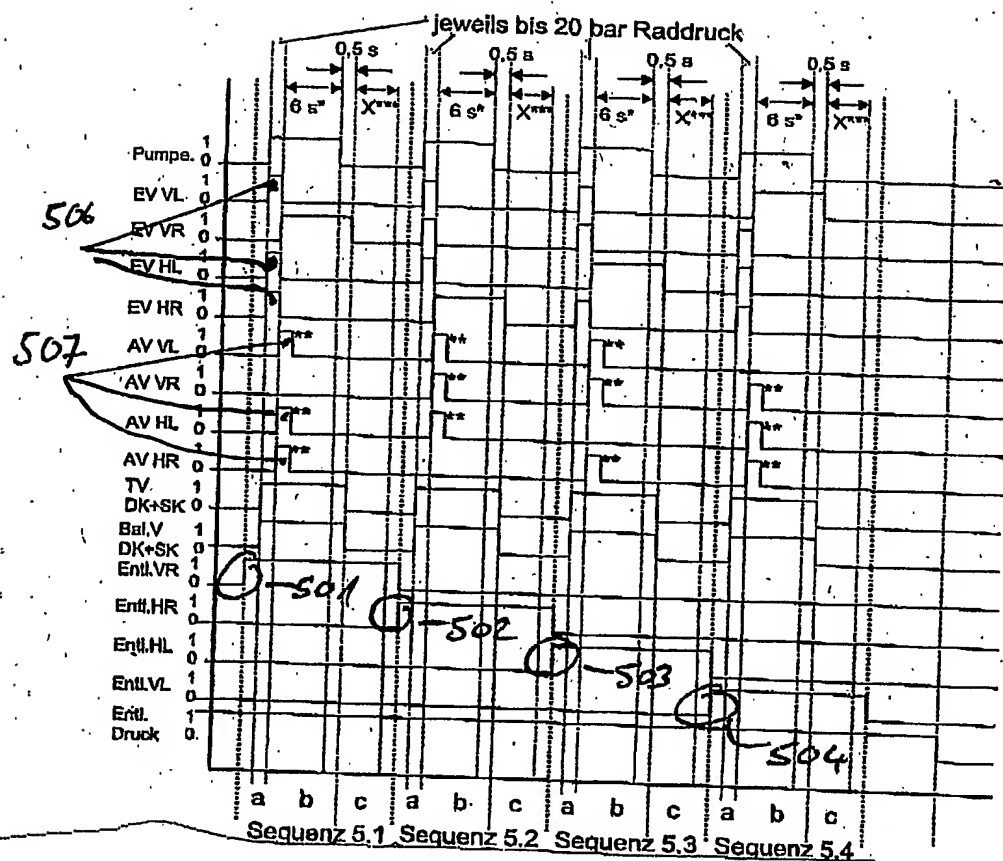 jeweils bis 20 bar Raddruck
0,5 s 0,5 s 0,5 s 0,5 s
6 s* X*** 6 s* X*** 6 s* X*** 6 s* X***
Pumpe. 1 0
EV VL 1 0
506
EV VR 1 0
EV HL 1 0
EV HR 1 0
507
AV VL 1 0 ** ** **
AV VR 1 0 ** ** **
AV HL 1 0 ** ** **
AV HR 1 0 ** ** **
TV. 1
DK+SK 0
Bal.V 1
DK+SK 0
Entl.VR 1 0
501
Entl.HR 1 0
502
Entl.HL 1 0
503
Entl.VL 1 0
Entl. 1
Druck 0.
504
a b c a b c a b c a b c
Sequenz 5.1 Sequenz 5.2 Sequenz 5.3 Sequenz 5.4